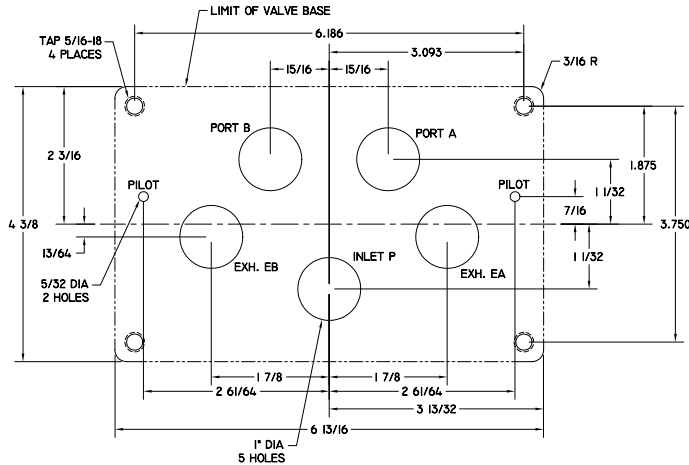 LIMIT OF VALVE BASE
6.186
TAP 5/16-18
4 PLACES
3.093
15/16
15/16
3/16 R
PORT B
PORT A
2 3/16
1.875
1 1/32
PILOT
PILOT
7/16
4 3/8
3.750
13/64
EXH. EB
INLET P
EXH. EA
1 1/32
5/32 DIA
2 HOLES
1 7/8
1 7/8
2 61/64
2 61/64
3 13/32
6 13/16
1" DIA
5 HOLES